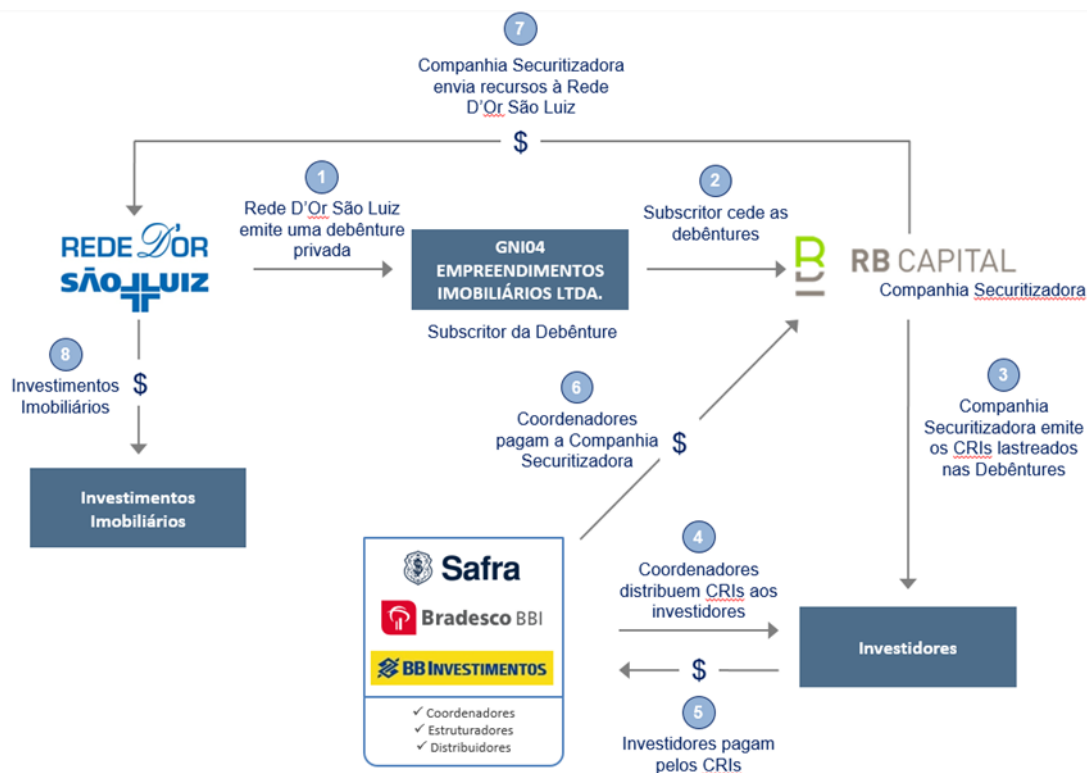 7
Companhia Securitizadora
envia recursos à Rede
D'Or São Luiz
$
1
Rede D'Or São Luiz
emite uma debênture
privada
2
Subscritor cede as
debêntures
REDE D'OR
SÃO LUIZ
GNI04
EMPREENDIMENTOS
IMOBILIÁRIOS LTDA.
Subscritor da Debênture
RB CAPITAL
Companhia Securitizadora
8
Investimentos
Imobiliários
$
Investimentos
Imobiliários
6
Coordenadores
pagam a Companhia
Securitizadora
$
3
Companhia
Securitizadora emite
os CRIs lastreados
nas Debêntures
Safra
Bradesco BBI
BB INVESTIMENTOS
✓ Coordenadores
✓ Estruturadores
✓ Distribuidores
4
Coordenadores
distribuem CRIs aos
investidores
Investidores
$
5
Investidores pagam
pelos CRIs